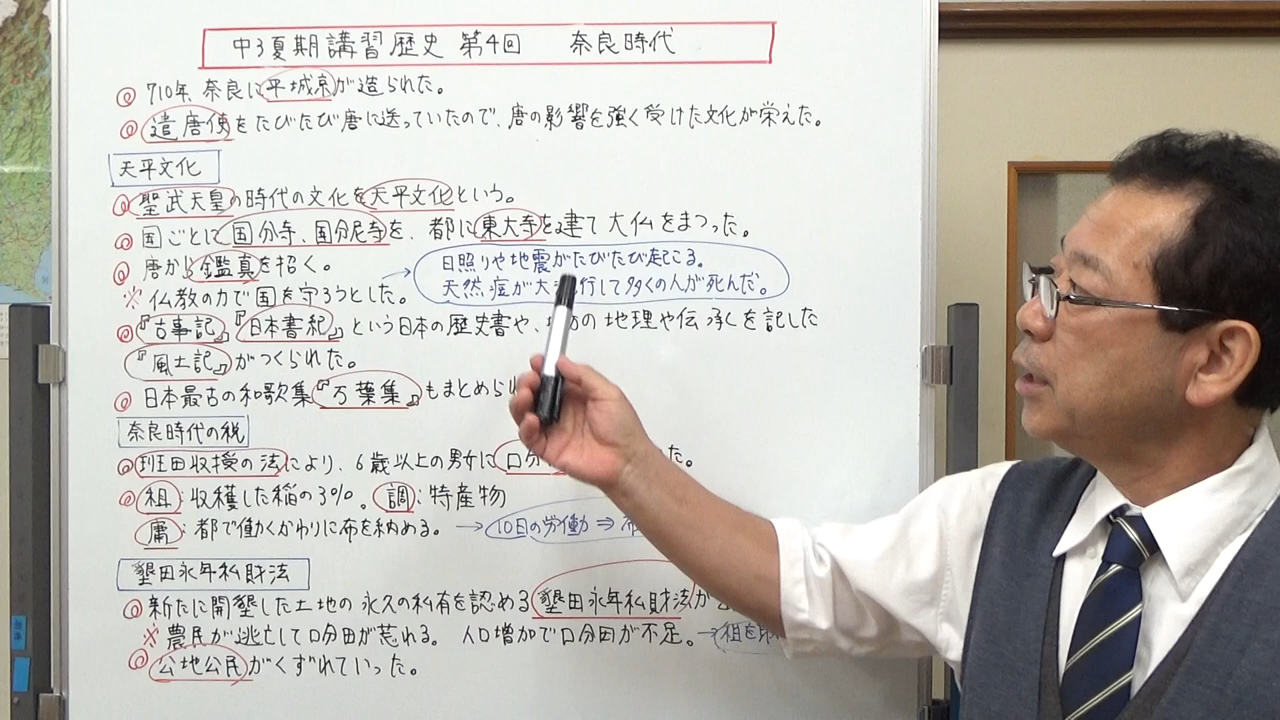 中3夏期講習歴史 第4回 奈良時代
◎ 710年 奈良に平城京が造られた。
◎ 遣唐使をたびたび唐に送っていたので、唐の影響を強く受けた文化が栄えた。
天平文化
◎ 聖武天皇の時代の文化を天平文化という。
◎ 国ごとに国分寺、国分尼寺を、都に東大寺を建て大仏をまつった。
◎ 唐から鑑真を招く。
→ 日照りや地震がたびたび起こる。
天然痘が大 行して多くの人が死んだ。
※ 仏教の力で国を守ろうとした。
◎『古事記』『日本書紀』という日本の歴史書や、 の地理や伝承を記した
『風土記』がつくられた。
◎ 日本最古の和歌集『万葉集』もまとめら
奈良時代の税
◎ 班田収授の法により、6歳以上の男女に口分 た。
◎ 租:収穫した稲の3%。 調:特産物
庸:都で働くかわりに布を納める。 → 10日の労働 ⇒
墾田永年私財法
◎ 新たに開墾した土地の永久の私有を認める墾田永年私財法が
※ 農民が逃亡して口分田が荒れる。 人口増加で口分田が不足。→ 租を
◎ 公地公民がくずれていった。